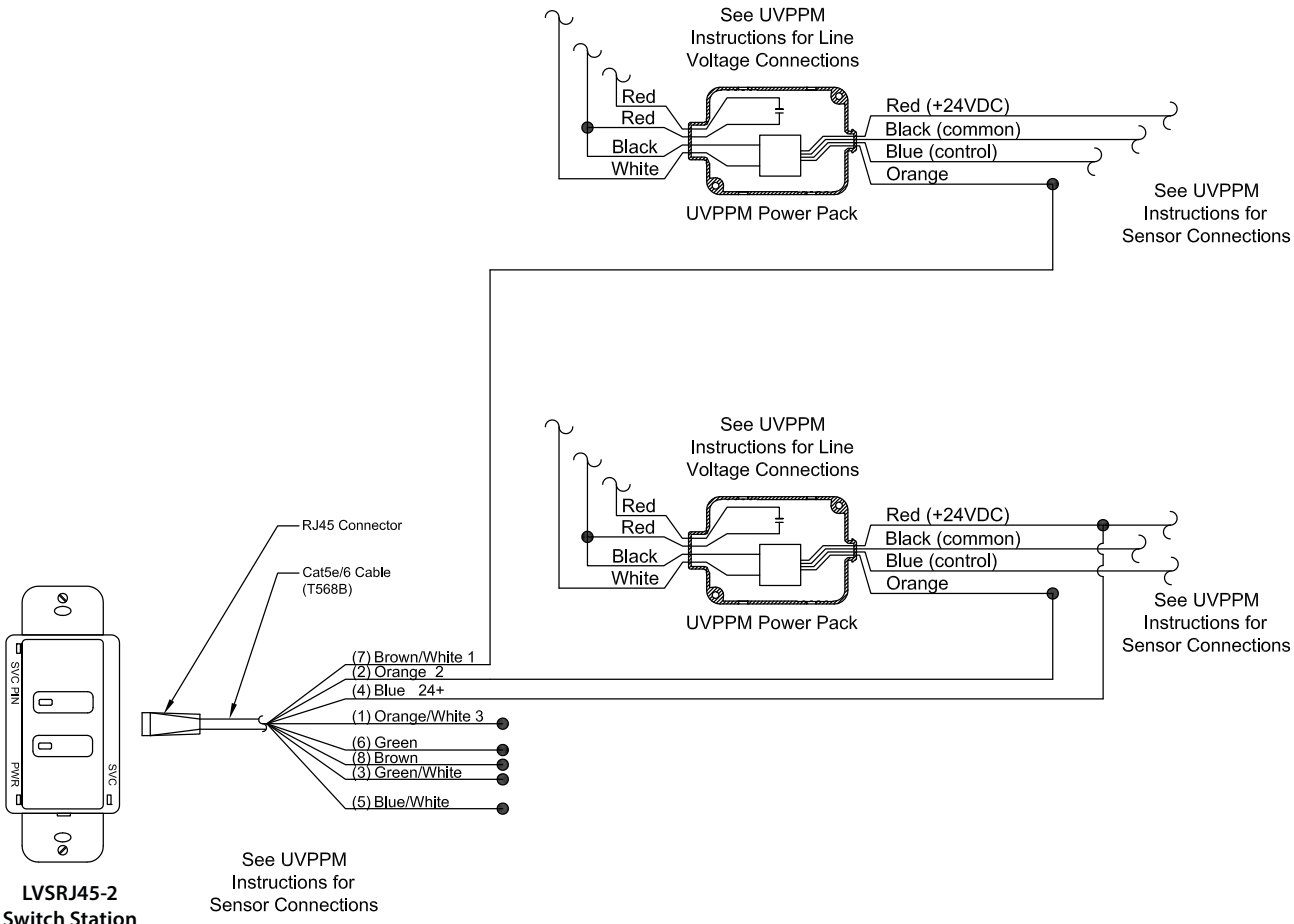 See UVPPM
Instructions for Line
Voltage Connections
Red
Red
Black
White
Red (+24VDC)
Black (common)
Blue (control)
Orange
UVPPM Power Pack
See UVPPM
Instructions for
Sensor Connections
See UVPPM
Instructions for Line
Voltage Connections
Red
Red
Black
White
Red (+24VDC)
Black (common)
Blue (control)
Orange
UVPPM Power Pack
See UVPPM
Instructions for
Sensor Connections
RJ45 Connector
Cat5e/6 Cable
(T568B)
(7) Brown/White 1
(2) Orange 2
(4) Blue 24+
(1) Orange/White 3
(6) Green
(8) Brown
(3) Green/White
(5) Blue/White
SVC PIN
PWR
SVC
See UVPPM
Instructions for
Sensor Connections
LVSRJ45-2
Switch Station